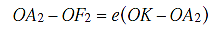 OA2 – OF2 = e(OK – OA2)